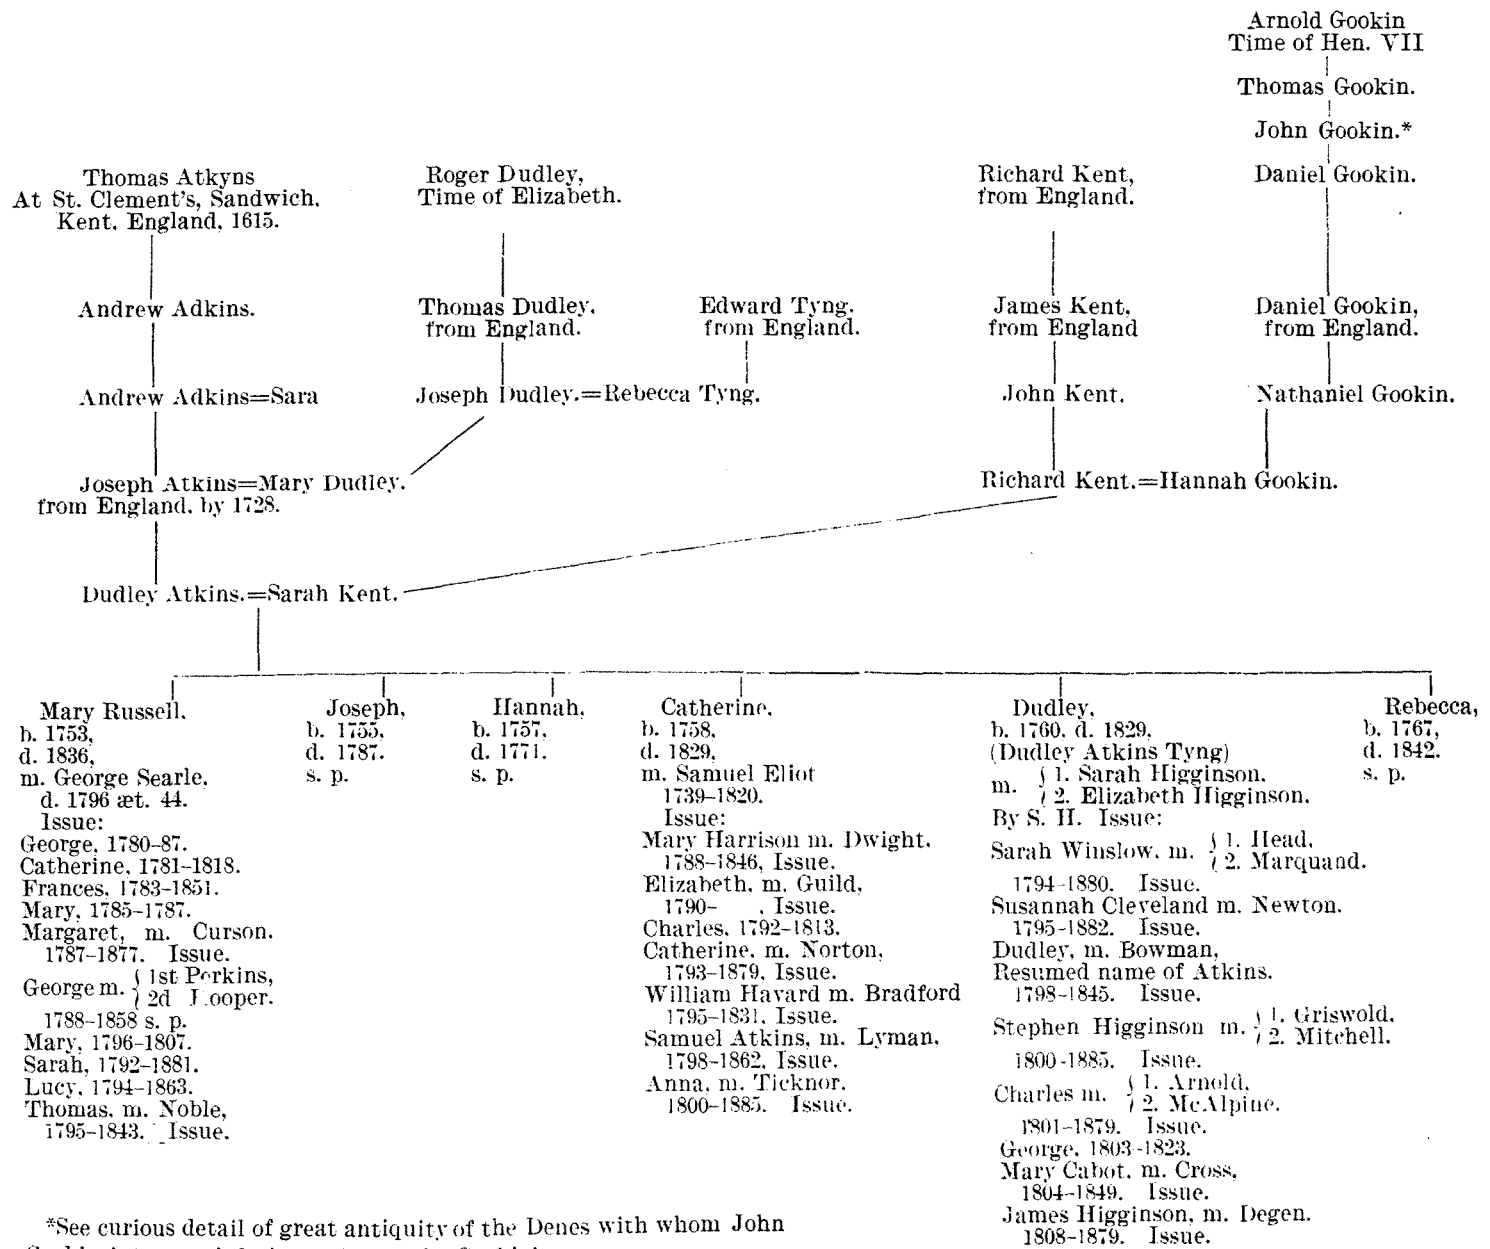 Arnold Gookin
Time of Hen. VII
Thomas Gookin.
John Gookin.*
Thomas Atkyns
At St. Clement's, Sandwich.
Kent. England, 1615.
Roger Dudley,
Time of Elizabeth.
Richard Kent,
from England.
Daniel Gookin.
Andrew Adkins.
Thomas Dudley.
from England.
Edward Tyng.
from England.
James Kent,
from England
Daniel Gookin,
from England.
Andrew Adkins=Sara
Joseph Dudley.=Rebecca Tyng.
John Kent.
Nathaniel Gookin.
Joseph Atkins=Mary Dudley.
from England. by 1728.
Richard Kent.=Hannah Gookin.
Dudley Atkins.=Sarah Kent.
Mary Russell.
b. 1753,
d. 1836,
m. George Searle.
d. 1796 æt. 44.
Issue:
George, 1780-87.
Catherine, 1781-1818.
Frances, 1783-1851.
Mary, 1785-1787.
Margaret, m. Curson.
1787-1877. Issue.
George m. { 1st Perkins,
2d Hooper.
1788-1858 s. p.
Mary, 1796-1807.
Sarah, 1792-1881.
Lucy, 1794-1863.
Thomas. m. Noble,
1795-1843. Issue.
Joseph,
b. 1755,
d. 1787.
s. p.
Hannah,
b. 1757,
d. 1771.
s. p.
Catherine,
b. 1758,
d. 1829,
m. Samuel Eliot
1739-1820.
Issue:
Mary Harrison m. Dwight.
1788-1846, Issue.
Elizabeth, m. Guild,
1790- . Issue.
Charles. 1792-1813.
Catherine. m. Norton,
1793-1879, Issue.
William Havard m. Bradford
1795-1831. Issue.
Samuel Atkins, m. Lyman.
1798-1862. Issue.
Anna. m. Ticknor.
1800-1885. Issue.
Dudley,
b. 1760. d. 1829.
(Dudley Atkins Tyng)
m. { 1. Sarah Higginson.
2. Elizabeth Higginson.
By S. H. Issue:
Sarah Winslow. m. { 1. Head.
2. Marquand.
1794-1880. Issue.
Susannah Cleveland m. Newton.
1795-1882. Issue.
Dudley, m. Bowman,
Resumed name of Atkins.
1798-1845. Issue.
Stephen Higginson m. { 1. Griswold.
2. Mitchell.
1800-1885. Issue.
Charles m. { 1. Arnold.
2. McAlpine.
1801-1879. Issue.
George. 1803-1823.
Mary Cabot. m. Cross,
1804-1849. Issue.
James Higginson, m. Degen.
1808-1879. Issue.
Rebecca,
b. 1767,
d. 1842.
s. p.
*See curious detail of great antiquity of the Denes with whom John